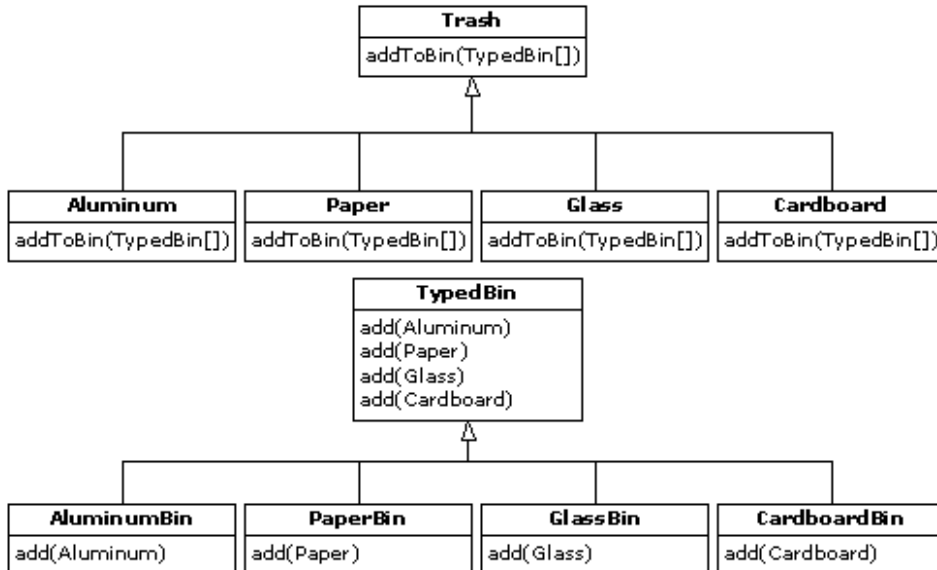 Trash
addToBin(TypedBin[])
Aluminum
Paper
Glass
Cardboard
addToBin(TypedBin[])
addToBin(TypedBin[])
addToBin(TypedBin[])
addToBin(TypedBin[])
TypedBin
add(Aluminum)
add(Paper)
add(Glass)
add(Cardboard)
AluminumBin
PaperBin
GlassBin
CardboardBin
add(Aluminum)
add(Paper)
add(Glass)
add(Cardboard)